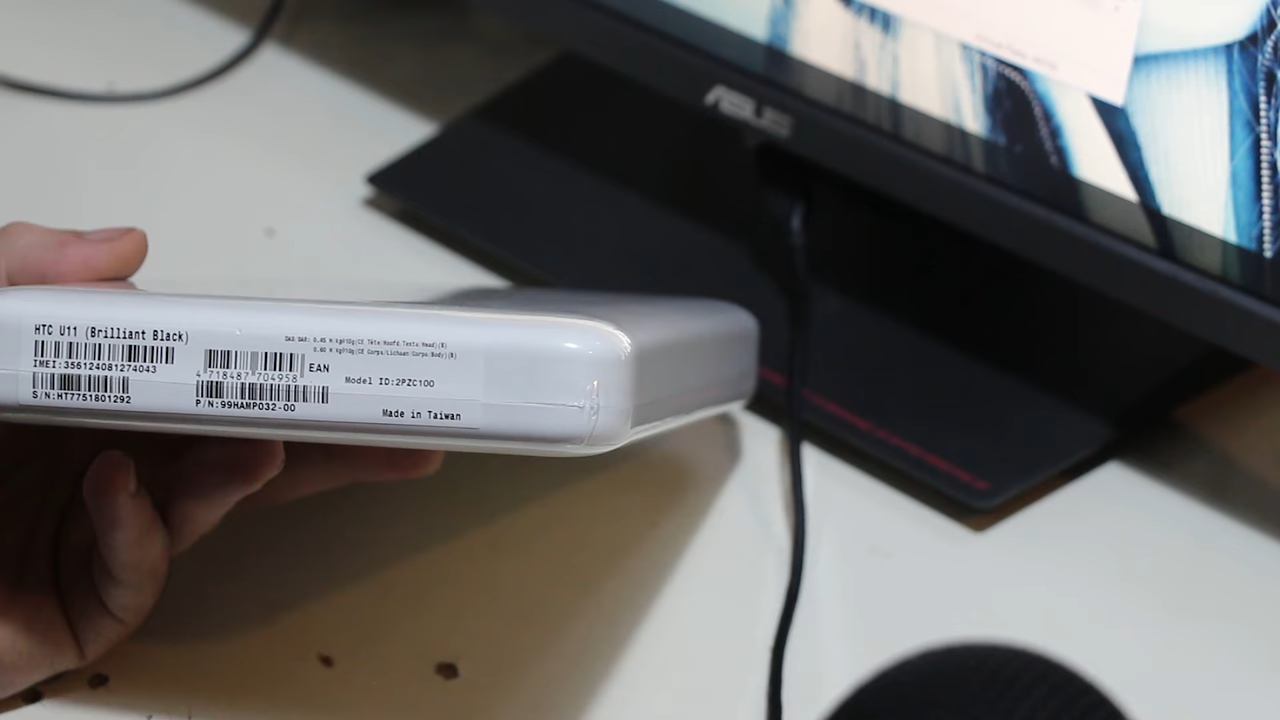 ASUS
HTC U11 (Brilliant Black)
IMEI:356124081274043
S/N:HT7751801292
4 718487 704958
EAN
P/N:99HAMP032-00
Model ID:2PZC100
Made in Taiwan